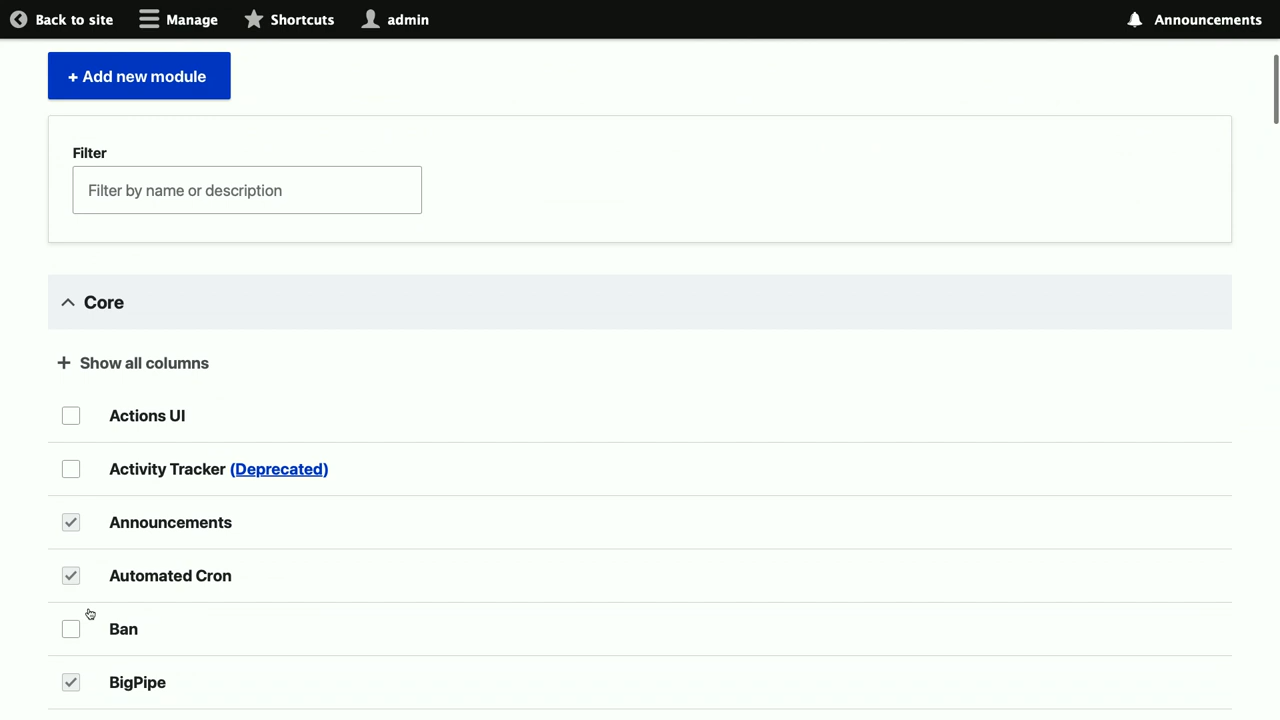 Back to site Manage Shortcuts admin Announcements
+ Add new module
Filter
Filter by name or description
Core
+ Show all columns
Actions UI
Activity Tracker (Deprecated)
Announcements
Automated Cron
Ban
BigPipe